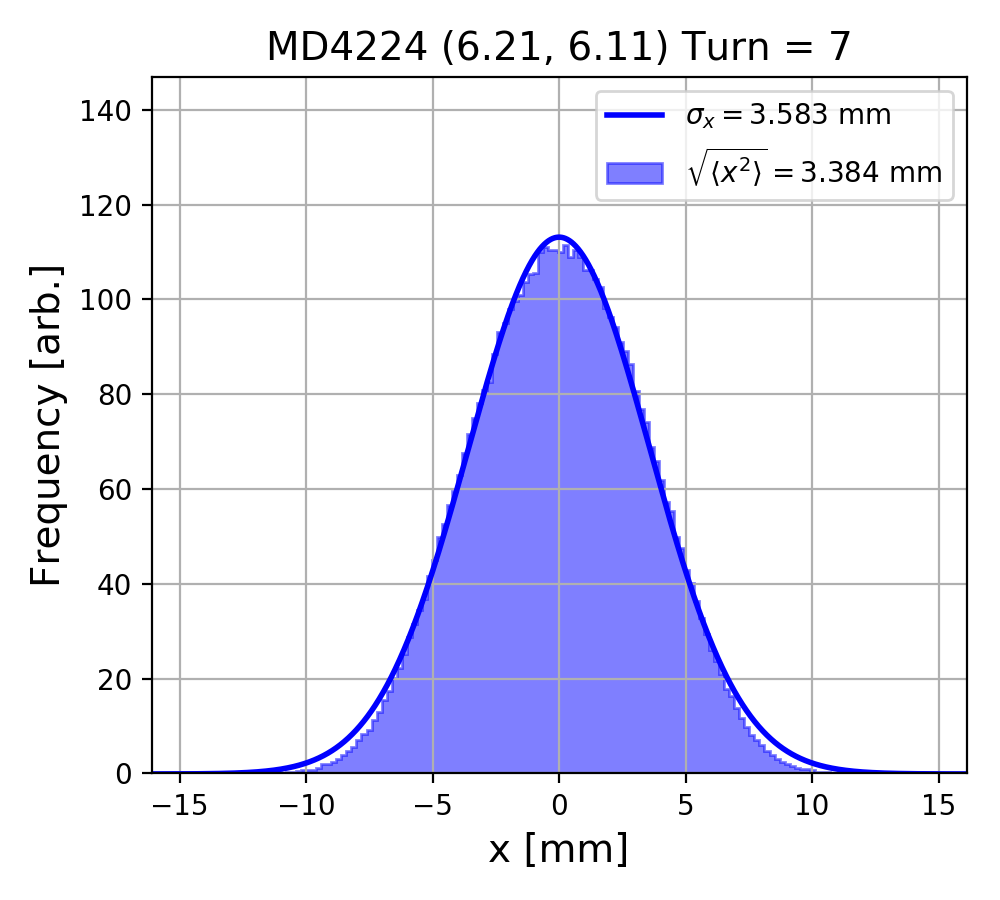 MD4224 (6.21, 6.11) Turn = 7
σₓ = 3.583 mm
√⟨x²⟩ = 3.384 mm
Frequency [arb.]
140
120
100
80
60
40
20
0
−15 −10 −5 0 5 10 15
x [mm]